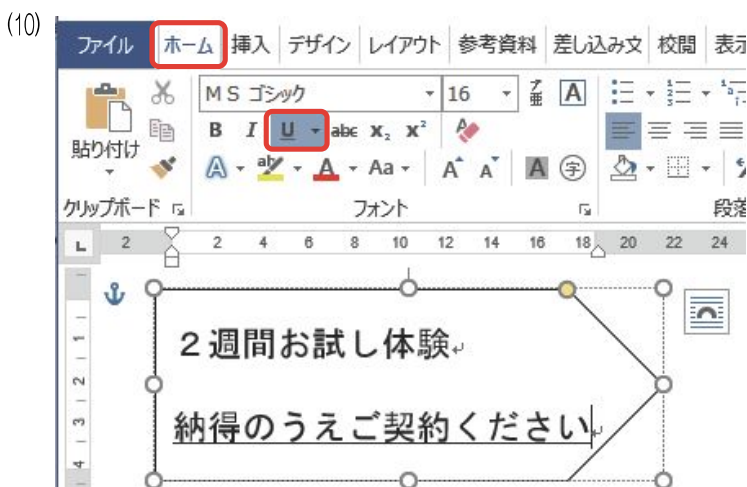 (10)
ファイル ホーム 挿入 デザイン レイアウト 参考資料 差し込み文 校閲 表示
MS ゴシック 16 ア亜 A
貼り付け B I U abc x₂ x²
A aby A Aa A A A 字
クリップボード フォント 段落
L 2 2 4 6 8 10 12 14 16 18 20 22 24
２週間お試し体験
納得のうえご契約ください
1
2
3
4